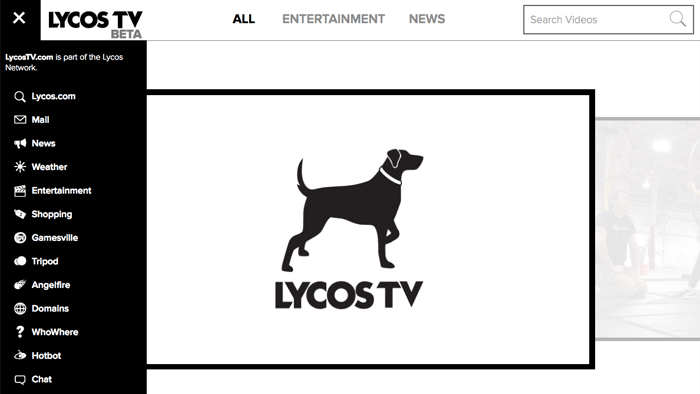 LYCOS TV
BETA
ALL ENTERTAINMENT NEWS
Search Videos
LycosTV.com is part of the Lycos
Network.
Lycos.com
Mail
News
Weather
Entertainment
Shopping
Gamesville
Tripod
Angelfire
Domains
WhoWhere
Hotbot
Chat
LYCOS TV